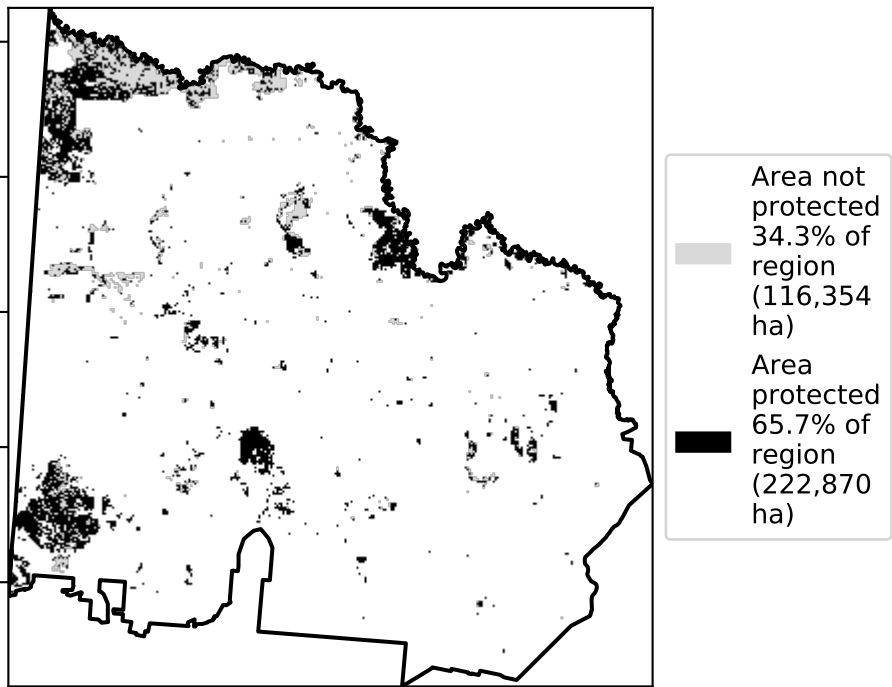 Area not
protected
34.3% of
region
(116,354
ha)
Area
protected
65.7% of
region
(222,870
ha)